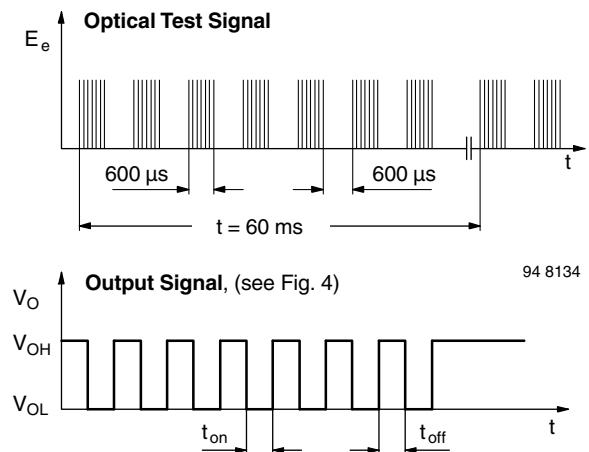 Optical Test Signal
E e
t
600 µs 600 µs
t = 60 ms
94 8134
Output Signal, (see Fig. 4)
V O
V OH
V OL
t
t on t off